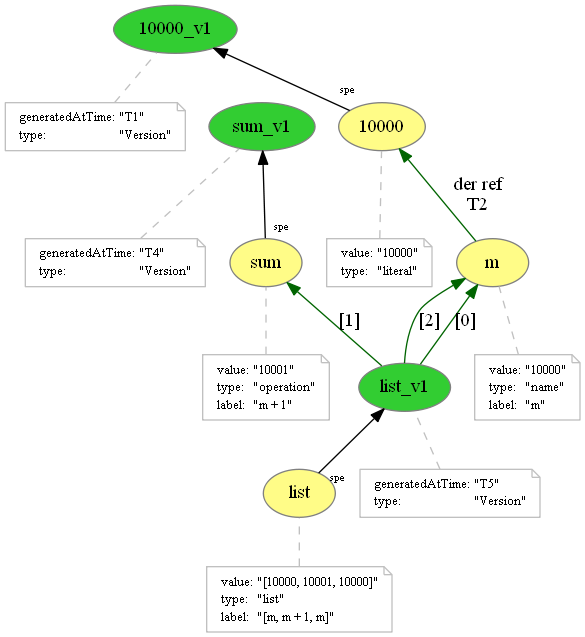 10000_v1
spe
generatedAtTime: "T1"
type: "Version"
sum_v1
10000
der ref
T2
spe
generatedAtTime: "T4"
type: "Version"
sum
value: "10000"
type: "literal"
m
[1]
[2]
[0]
value: "10001"
type: "operation"
label: "m + 1"
list_v1
value: "10000"
type: "name"
label: "m"
spe
list
generatedAtTime: "T5"
type: "Version"
value: "[10000, 10001, 10000]"
type: "list"
label: "[m, m + 1, m]"